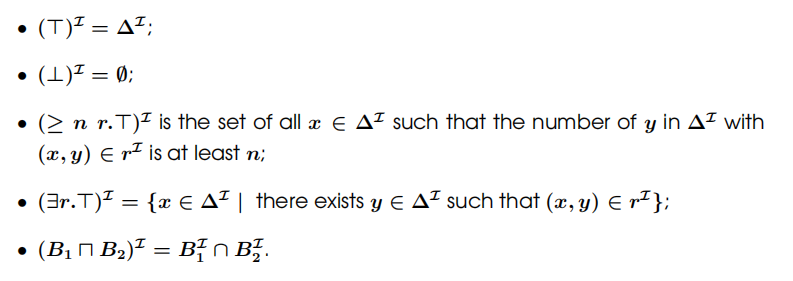 • (⊤)^ℐ = Δ^ℐ;
• (⊥)^ℐ = ∅;
• (≥ n r.⊤)^ℐ is the set of all x ∈ Δ^ℐ such that the number of y in Δ^ℐ with
(x, y) ∈ r^ℐ is at least n;
• (∃r.⊤)^ℐ = {x ∈ Δ^ℐ | there exists y ∈ Δ^ℐ such that (x, y) ∈ r^ℐ};
• (B₁ ⊓ B₂)^ℐ = B₁^ℐ ∩ B₂^ℐ.